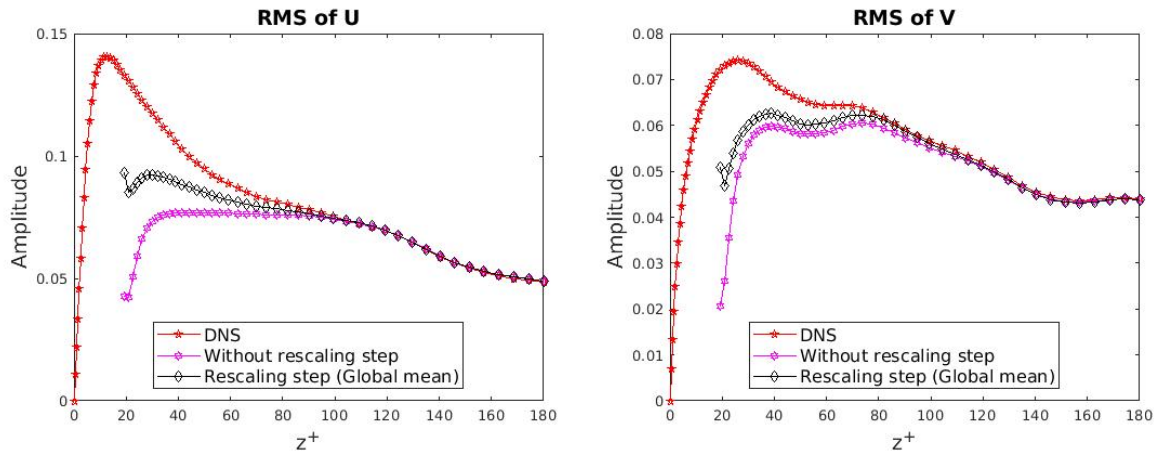 RMS of U
0.15
0.1
0.05
0
Amplitude
DNS
Without rescaling step
Rescaling step (Global mean)
0 20 40 60 80 100 120 140 160 180
z+
RMS of V
0.08
0.07
0.06
0.05
0.04
0.03
0.02
0.01
0
Amplitude
DNS
Without rescaling step
Rescaling step (Global mean)
0 20 40 60 80 100 120 140 160 180
z+